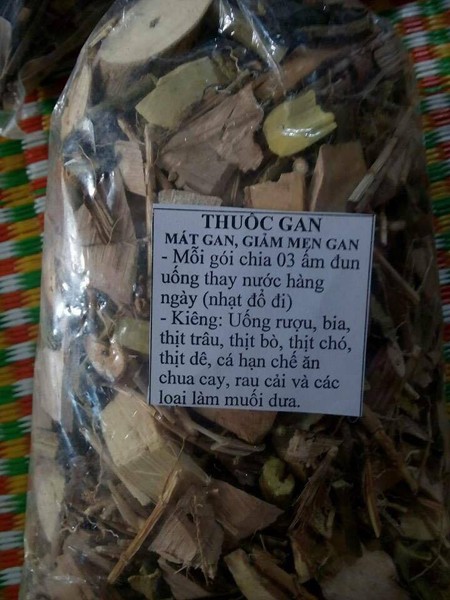 THUỐC GAN
MÁT GAN, GIẢM MẸN GAN
- Mỗi gói chia 03 ấm đun
uống thay nước hàng
ngày (nhạt đổ đi)
- Kiêng: Uống rượu, bia,
thịt trâu, thịt bò, thịt chó,
thịt dê, cá hạn chế ăn
chua cay, rau cải và các
loại làm muối dưa.